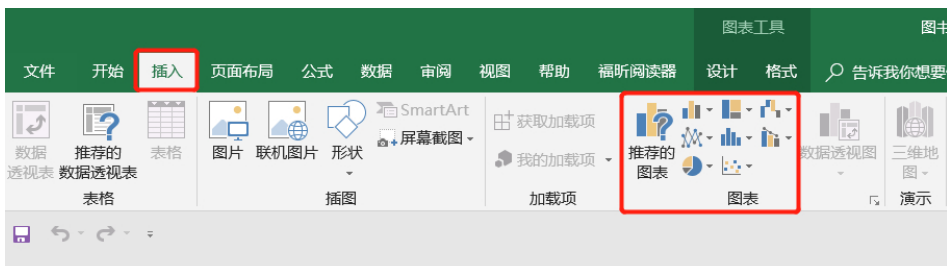 图表工具
图书
文件 开始 插入 页面布局 公式 数据 审阅 视图 帮助 福昕阅读器 设计 格式 告诉我你想要
数据
透视表
推荐的
数据透视表
表格
图片
联机图片
形状
SmartArt
屏幕截图
获取加载项
我的加载项
推荐的
图表
数据透视图
三维地
图
表格 插图 加载项 图表 演示